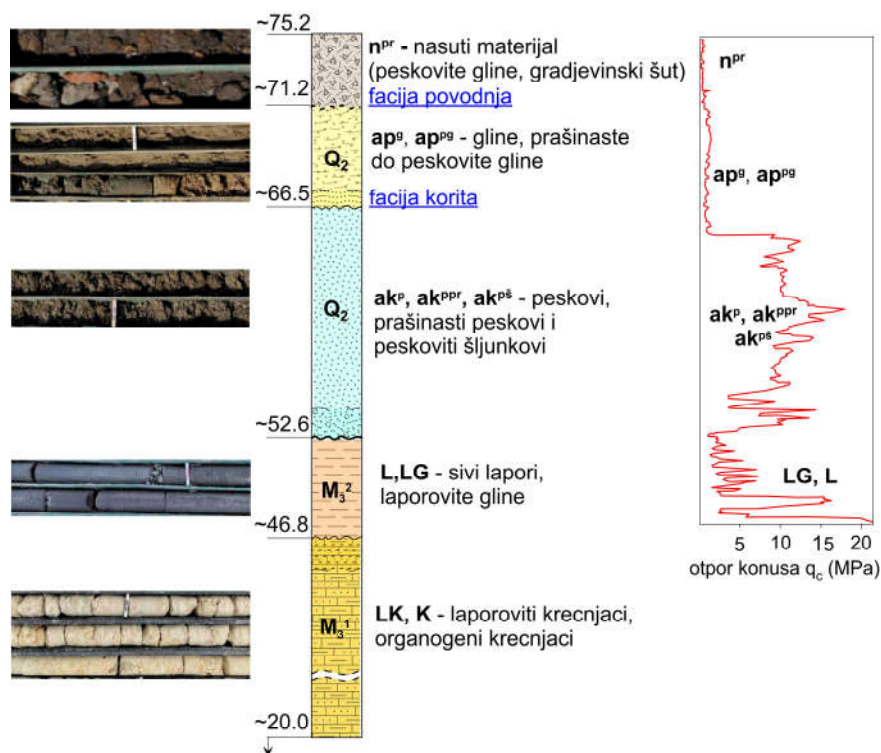 ~75.2
nᵖʳ - nasuti materijal
(peskovite gline, gradjevinski šut)
~71.2
facija povodnja
Q₂
apᵍ, apᵖᵍ - gline, prašinaste
do peskovite gline
~66.5
facija korita
Q₂
akᵖ, akᵖᵖʳ, akᵖˢ̌ - peskovi,
prašinasti peskovi i
peskoviti šljunkovi
~52.6
M₃²
L,LG - sivi lapori,
laporovite gline
~46.8
M₃¹
LK, K - laporoviti krecnjaci,
organogeni krecnjaci
~20.0
nᵖʳ
apᵍ, apᵖᵍ
akᵖ, akᵖᵖʳ
akᵖˢ̌
LG, L
5 10 15 20
otpor konusa q꜀ (MPa)